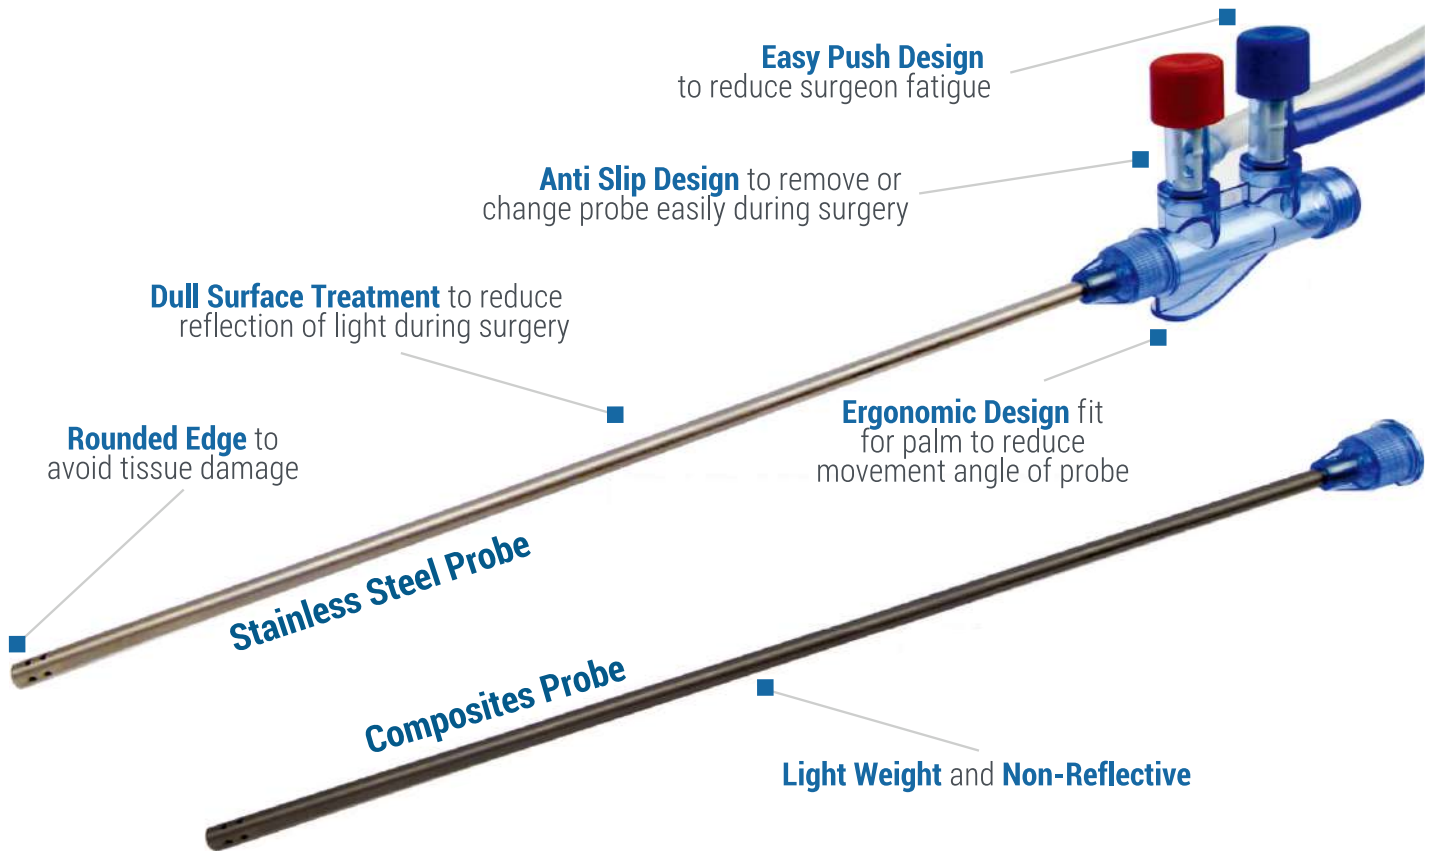 Easy Push Design
to reduce surgeon fatigue
Anti Slip Design to remove or
change probe easily during surgery
Dull Surface Treatment to reduce
reflection of light during surgery
Ergonomic Design fit
for palm to reduce
movement angle of probe
Rounded Edge to
avoid tissue damage
Stainless Steel Probe
Composites Probe
Light Weight and Non-Reflective